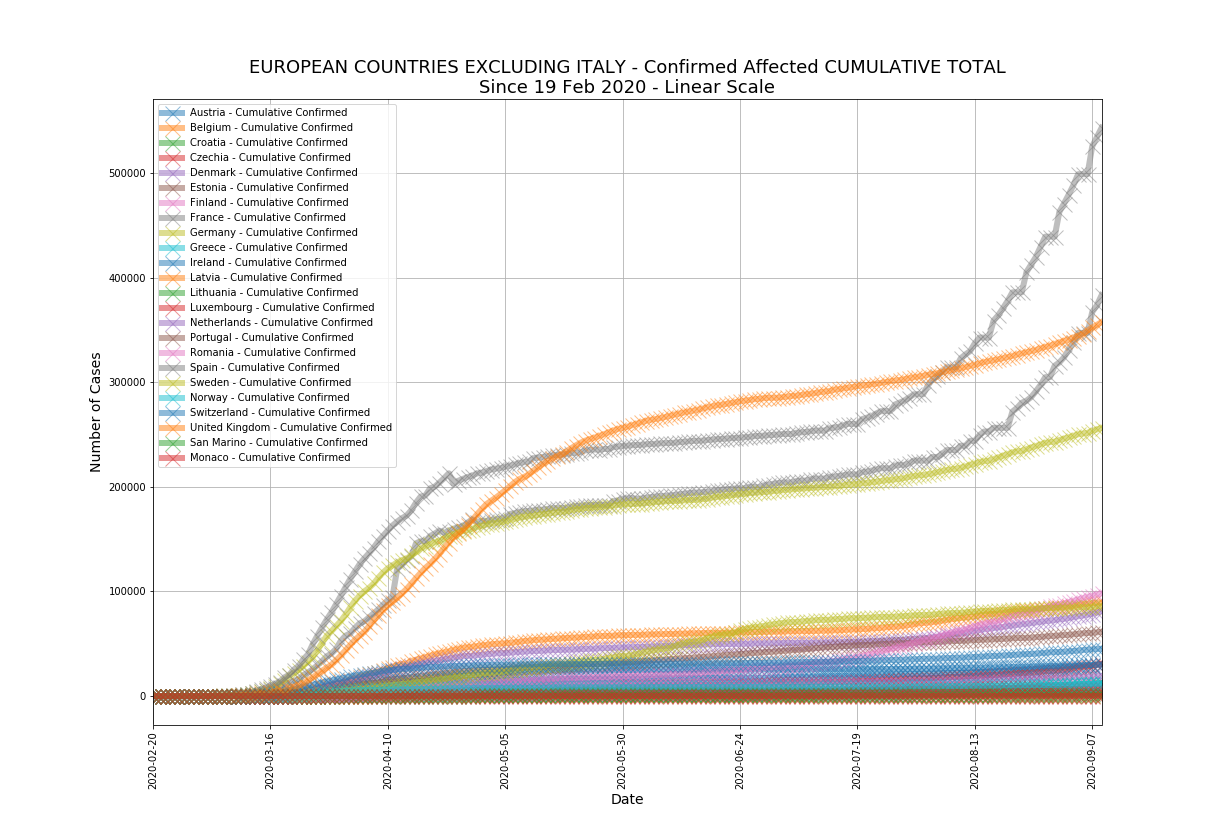 EUROPEAN COUNTRIES EXCLUDING ITALY - Confirmed Affected CUMULATIVE TOTAL
Since 19 Feb 2020 - Linear Scale
Austria - Cumulative Confirmed
Belgium - Cumulative Confirmed
Croatia - Cumulative Confirmed
Czechia - Cumulative Confirmed
Denmark - Cumulative Confirmed
Estonia - Cumulative Confirmed
Finland - Cumulative Confirmed
France - Cumulative Confirmed
Germany - Cumulative Confirmed
Greece - Cumulative Confirmed
Ireland - Cumulative Confirmed
Latvia - Cumulative Confirmed
Lithuania - Cumulative Confirmed
Luxembourg - Cumulative Confirmed
Netherlands - Cumulative Confirmed
Portugal - Cumulative Confirmed
Romania - Cumulative Confirmed
Spain - Cumulative Confirmed
Sweden - Cumulative Confirmed
Norway - Cumulative Confirmed
Switzerland - Cumulative Confirmed
United Kingdom - Cumulative Confirmed
San Marino - Cumulative Confirmed
Monaco - Cumulative Confirmed
Number of Cases
500000
400000
300000
200000
100000
0
2020-02-20
2020-03-16
2020-04-10
2020-05-05
2020-05-30
2020-06-24
2020-07-19
2020-08-13
2020-09-07
Date